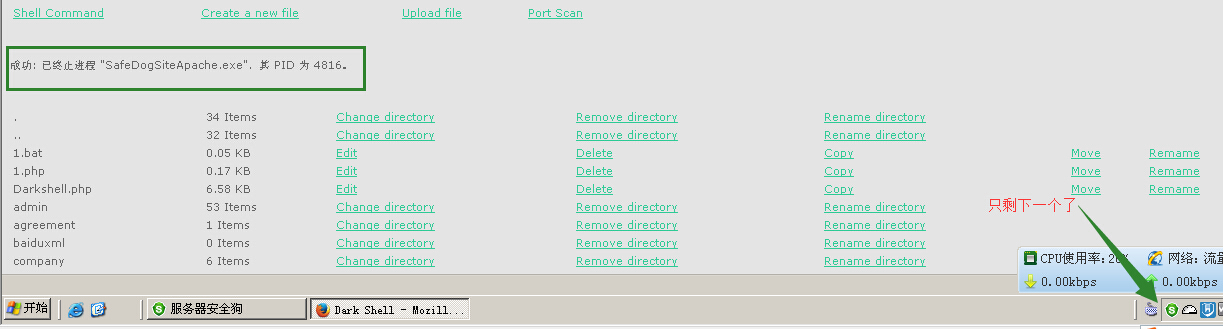 Shell Command Create a new file Upload file Port Scan
成功: 已终止进程 "SafeDogSiteApache.exe", 其 PID 为 4816。
. 34 Items Change directory Remove directory Rename directory
.. 32 Items Change directory Remove directory Rename directory
1.bat 0.05 KB Edit Delete Copy Move Rename
1.php 0.17 KB Edit Delete Copy Move Rename
Darkshell.php 6.58 KB Edit Delete Copy Move Rename
admin 53 Items Change directory Remove directory Rename directory
只剩下一个了
agreement 1 Items Change directory Remove directory Rename directory
baiduxml 0 Items Change directory Remove directory Rename directory
company 6 Items Change directory Remove directory Rename directory
CPU使用率: 网络: 流量
0.00kbps 0.00kbps
开始 服务器安全狗 Dark Shell - Mozill...